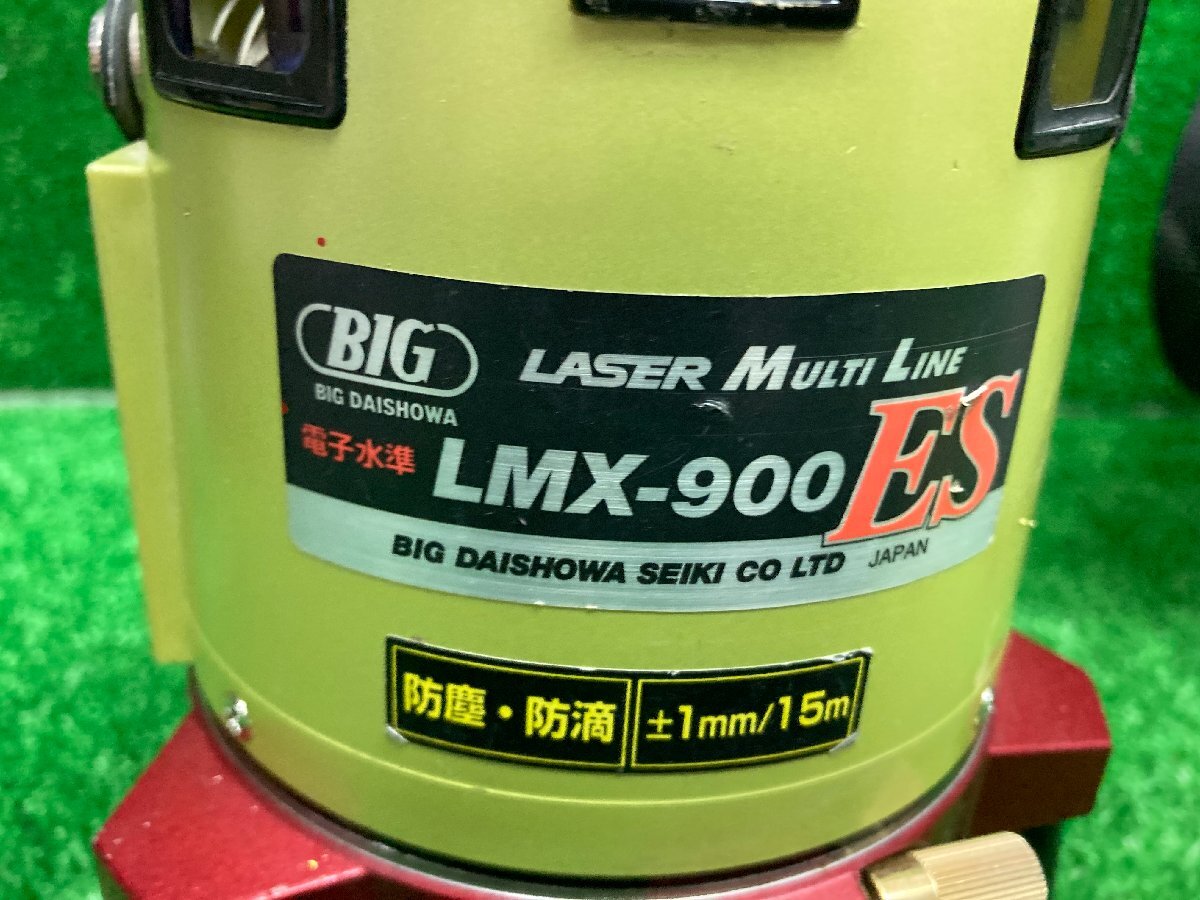 BIG
BIG DAISHOWA
LASER MULTI LINE
電子水準 LMX-900 ES
BIG DAISHOWA SEIKI CO LTD JAPAN
防塵・防滴 ±1mm/15m